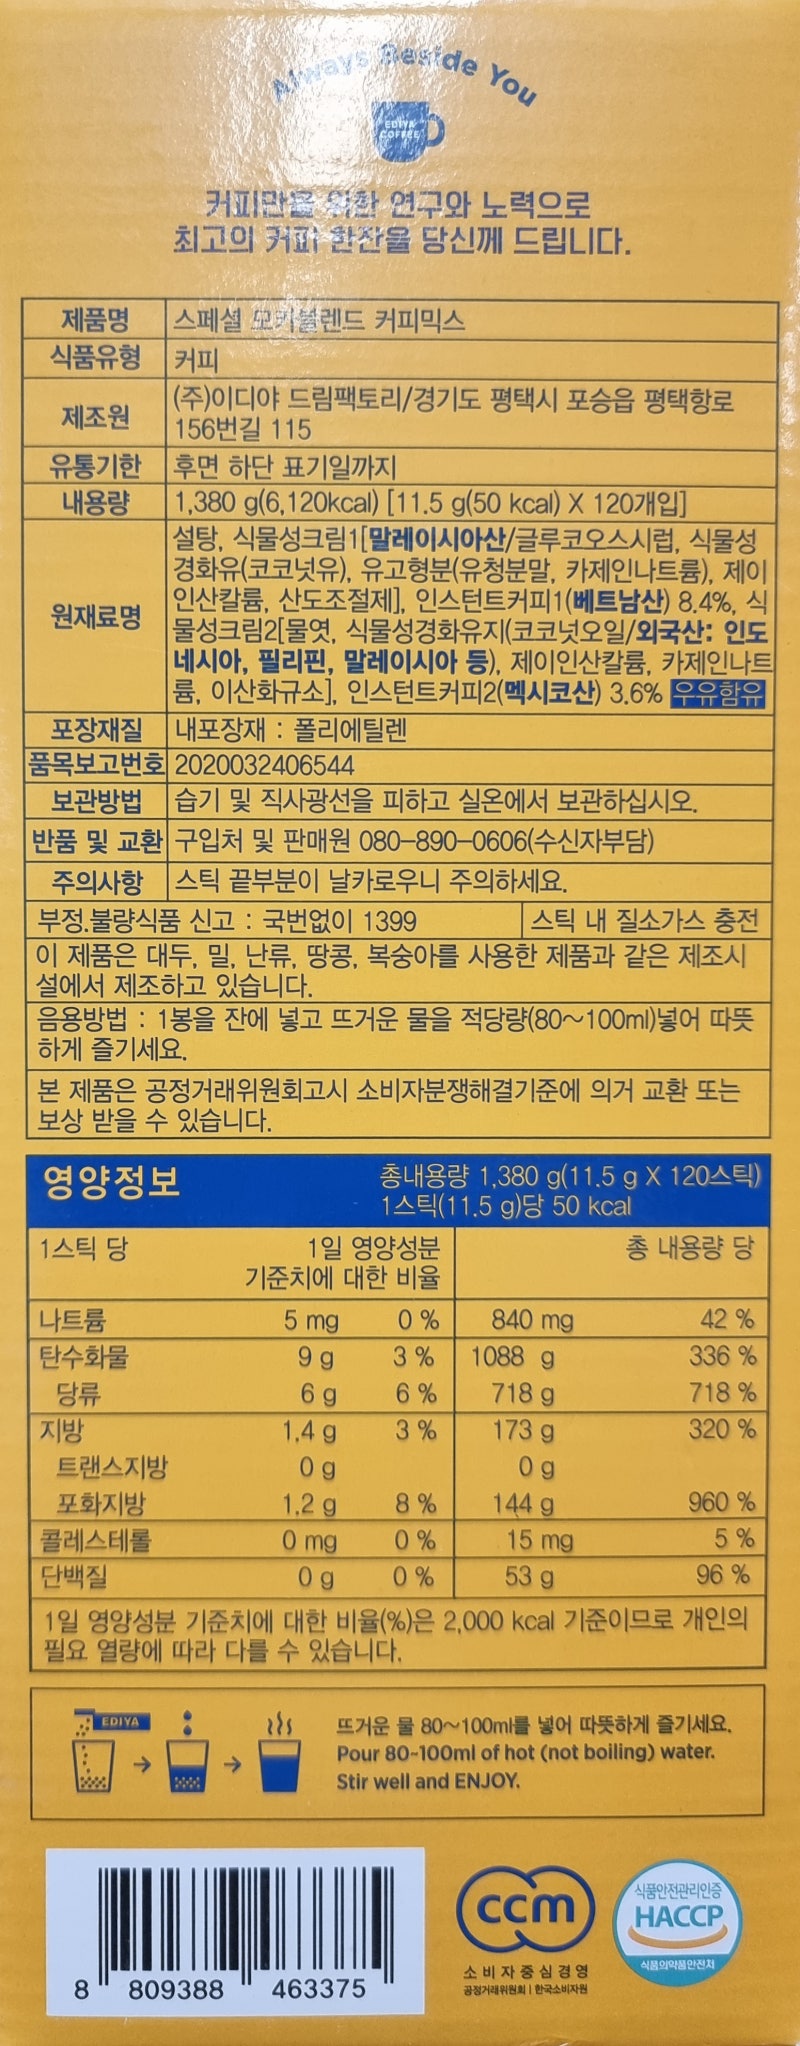 Always Beside You
EDIYA
COFFEE
커피만을 위한 연구와 노력으로
최고의 커피 한잔을 당신께 드립니다.
제품명 스페셜 모카블렌드 커피믹스
식품유형 커피
제조원 (주)이디야 드림팩토리/경기도 평택시 포승읍 평택항로
156번길 115
유통기한 후면 하단 표기일까지
내용량 1,380 g(6,120kcal) [11.5 g(50 kcal) X 120개입]
원재료명 설탕, 식물성크림1[말레이시아산/글루코오스시럽, 식물성
경화유(코코넛유), 유고형분(유청분말, 카제인나트륨), 제이
인산칼륨, 산도조절제], 인스턴트커피1(베트남산) 8.4%, 식
물성크림2[물엿, 식물성경화유지(코코넛오일/외국산: 인도
네시아, 필리핀, 말레이시아 등), 제이인산칼륨, 카제인나트
륨, 이산화규소], 인스턴트커피2(멕시코산) 3.6% 우유함유
포장재질 내포장재 : 폴리에틸렌
품목보고번호 2020032406544
보관방법 습기 및 직사광선을 피하고 실온에서 보관하십시오.
반품 및 교환 구입처 및 판매원 080-890-0606(수신자부담)
주의사항 스틱 끝부분이 날카로우니 주의하세요.
부정.불량식품 신고 : 국번없이 1399 스틱 내 질소가스 충전
이 제품은 대두, 밀, 난류, 땅콩, 복숭아를 사용한 제품과 같은 제조시
설에서 제조하고 있습니다.
음용방법 : 1봉을 잔에 넣고 뜨거운 물을 적당량(80~100ml)넣어 따뜻
하게 즐기세요.
본 제품은 공정거래위원회고시 소비자분쟁해결기준에 의거 교환 또는
보상 받을 수 있습니다.
영양정보 총내용량 1,380 g(11.5 g X 120스틱)
1스틱(11.5 g)당 50 kcal
1스틱 당 1일 영양성분 총 내용량 당
기준치에 대한 비율
나트륨 5 mg 0 % 840 mg 42 %
탄수화물 9 g 3 % 1088 g 336 %
당류 6 g 6 % 718 g 718 %
지방 1.4 g 3 % 173 g 320 %
트랜스지방 0 g 0 g
포화지방 1.2 g 8 % 144 g 960 %
콜레스테롤 0 mg 0 % 15 mg 5 %
단백질 0 g 0 % 53 g 96 %
1일 영양성분 기준치에 대한 비율(%)은 2,000 kcal 기준이므로 개인의
필요 열량에 따라 다를 수 있습니다.
EDIYA
뜨거운 물 80~100ml를 넣어 따뜻하게 즐기세요.
Pour 80-100ml of hot (not boiling) water.
Stir well and ENJOY.
8 809388 463375
ccm
소비자중심경영
공정거래위원회 | 한국소비자원
식품안전관리인증
HACCP
식품의약품안전처